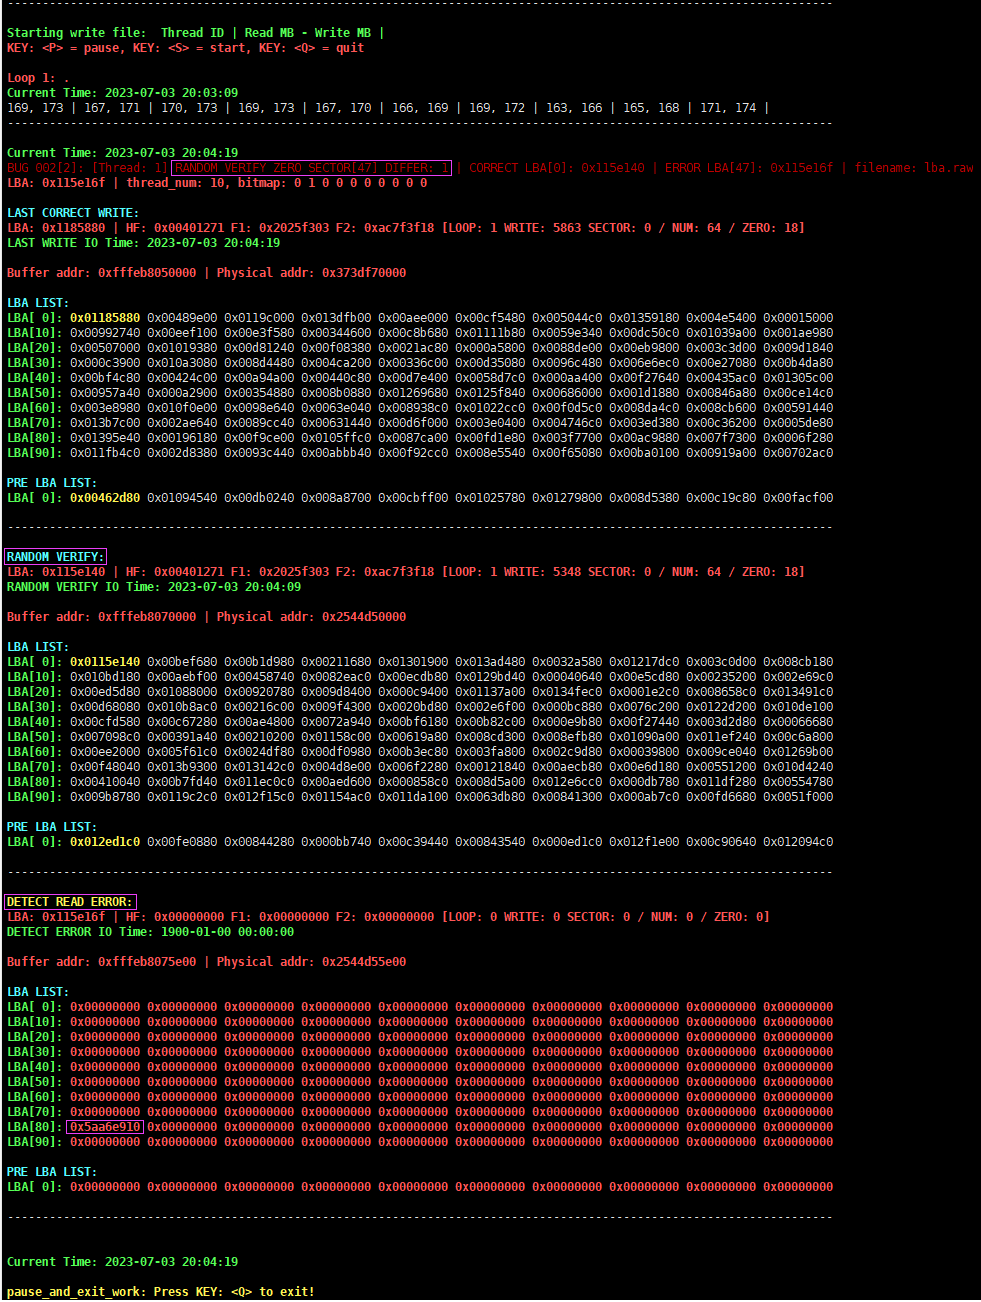 Starting write file:  Thread ID | Read MB - Write MB |
KEY: <P> = pause, KEY: <S> = start, KEY: <Q> = quit
Loop 1: .
Current Time: 2023-07-03 20:03:09
169, 173 | 167, 171 | 170, 173 | 169, 173 | 167, 170 | 166, 169 | 169, 172 | 163, 166 | 165, 168 | 171, 174 |
Current Time: 2023-07-03 20:04:19
BUG 002[2]: [Thread: 1] RANDOM VERIFY ZERO SECTOR[47] DIFFER: 1 | CORRECT LBA[0]: 0x115e140 | ERROR LBA[47]: 0x115e16f | filename: lba.raw
LBA: 0x115e16f | thread_num: 10, bitmap: 0 1 0 0 0 0 0 0 0 0
LAST CORRECT WRITE:
LBA: 0x1185880 | HF: 0x00401271 F1: 0x2025f303 F2: 0xac7f3f18 [LOOP: 1 WRITE: 5863 SECTOR: 0 / NUM: 64 / ZERO: 18]
LAST WRITE IO Time: 2023-07-03 20:04:19
Buffer addr: 0xfffeb8050000 | Physical addr: 0x373df70000
LBA LIST:
LBA[ 0]: 0x01185880 0x00489e00 0x0119c000 0x013dfb00 0x00aee000 0x00cf5480 0x005044c0 0x01359180 0x004e5400 0x00015000
LBA[10]: 0x00992740 0x00eef100 0x00e3f580 0x00344600 0x00c8b680 0x01111b80 0x0059e340 0x00dc50c0 0x01039a00 0x001ae980
LBA[20]: 0x00507000 0x01019380 0x00d81240 0x00f08380 0x0021ac80 0x000a5800 0x0088de00 0x00eb9800 0x003c3d00 0x009d1840
LBA[30]: 0x000c3900 0x010a3080 0x008d4480 0x004ca200 0x00336c00 0x00d35080 0x0096c480 0x006e6ec0 0x00e27080 0x00b4da80
LBA[40]: 0x00bf4c80 0x00424c00 0x00a94a00 0x00440c80 0x00d7e400 0x0058d7c0 0x000aa400 0x00f27640 0x00435ac0 0x01305c00
LBA[50]: 0x00957a40 0x000a2900 0x00354880 0x008b0880 0x01269680 0x0125f840 0x00686000 0x001d1880 0x00846a80 0x00ce14c0
LBA[60]: 0x003e8980 0x010f0e00 0x0098e640 0x0063e040 0x008938c0 0x01022cc0 0x00f0d5c0 0x008da4c0 0x008cb600 0x00591440
LBA[70]: 0x013b7c00 0x002ae640 0x0089cc40 0x00631440 0x00d6f000 0x003e0400 0x004746c0 0x003ed380 0x00c36200 0x0005de80
LBA[80]: 0x01395e40 0x00196180 0x00f9ce00 0x0105ffc0 0x0087ca00 0x00fd1e80 0x003f7700 0x00ac9880 0x007f7300 0x0006f280
LBA[90]: 0x011fb4c0 0x002d8380 0x0093c440 0x00abbb40 0x00f92cc0 0x008e5540 0x00f65080 0x00ba0100 0x00919a00 0x00702ac0
PRE LBA LIST:
LBA[ 0]: 0x00462d80 0x01094540 0x00db0240 0x008a8700 0x00cbff00 0x01025780 0x01279800 0x008d5380 0x00c19c80 0x00facf00
RANDOM VERIFY:
LBA: 0x115e140 | HF: 0x00401271 F1: 0x2025f303 F2: 0xac7f3f18 [LOOP: 1 WRITE: 5348 SECTOR: 0 / NUM: 64 / ZERO: 18]
RANDOM VERIFY IO Time: 2023-07-03 20:04:09
Buffer addr: 0xfffeb8070000 | Physical addr: 0x2544d50000
LBA LIST:
LBA[ 0]: 0x0115e140 0x00bef680 0x00b1d980 0x00211680 0x01301900 0x013ad480 0x0032a580 0x01217dc0 0x003c0d00 0x008cb180
LBA[10]: 0x010bd180 0x00aebf00 0x00458740 0x0082eac0 0x00ecdb80 0x0129bd40 0x00040640 0x00e5cd80 0x00235200 0x002e69c0
LBA[20]: 0x00ed5d80 0x01088000 0x00920780 0x009d8400 0x000c9400 0x01137a00 0x0134fec0 0x0001e2c0 0x008658c0 0x013491c0
LBA[30]: 0x00d68080 0x010b8ac0 0x00216c00 0x009f4300 0x0020bd80 0x002e6f00 0x000bc880 0x0076c200 0x0122d200 0x010de100
LBA[40]: 0x00cfd580 0x00c67280 0x00ae4800 0x0072a940 0x00bf6180 0x00b82c00 0x000e9b80 0x00f27440 0x003d2d80 0x00066680
LBA[50]: 0x007098c0 0x00391a40 0x00210200 0x01158c00 0x00619a80 0x008cd300 0x008efb80 0x01090a00 0x011ef240 0x00c6a800
LBA[60]: 0x00ee2000 0x005f61c0 0x0024df80 0x00df0980 0x00b3ec80 0x003fa800 0x002c9d80 0x00039800 0x009ce040 0x01269b00
LBA[70]: 0x00f48040 0x013b9300 0x013142c0 0x004d8e00 0x006f2280 0x00121840 0x00aecb80 0x00e6d180 0x00551200 0x010d4240
LBA[80]: 0x00410040 0x00b7fd40 0x011ec0c0 0x00aed600 0x000858c0 0x008d5a00 0x012e6cc0 0x000db780 0x011df280 0x00554780
LBA[90]: 0x009b8780 0x0119c2c0 0x012f15c0 0x01154ac0 0x011da100 0x0063db80 0x00841300 0x000ab7c0 0x00fd6680 0x0051f000
PRE LBA LIST:
LBA[ 0]: 0x012ed1c0 0x00fe0880 0x00844280 0x000bb740 0x00c39440 0x00843540 0x000ed1c0 0x012f1e00 0x00c90640 0x012094c0
DETECT READ ERROR:
LBA: 0x115e16f | HF: 0x00000000 F1: 0x00000000 F2: 0x00000000 [LOOP: 0 WRITE: 0 SECTOR: 0 / NUM: 0 / ZERO: 0]
DETECT ERROR IO Time: 1900-01-00 00:00:00
Buffer addr: 0xfffeb8075e00 | Physical addr: 0x2544d55e00
LBA LIST:
LBA[ 0]: 0x00000000 0x00000000 0x00000000 0x00000000 0x00000000 0x00000000 0x00000000 0x00000000 0x00000000 0x00000000
LBA[10]: 0x00000000 0x00000000 0x00000000 0x00000000 0x00000000 0x00000000 0x00000000 0x00000000 0x00000000 0x00000000
LBA[20]: 0x00000000 0x00000000 0x00000000 0x00000000 0x00000000 0x00000000 0x00000000 0x00000000 0x00000000 0x00000000
LBA[30]: 0x00000000 0x00000000 0x00000000 0x00000000 0x00000000 0x00000000 0x00000000 0x00000000 0x00000000 0x00000000
LBA[40]: 0x00000000 0x00000000 0x00000000 0x00000000 0x00000000 0x00000000 0x00000000 0x00000000 0x00000000 0x00000000
LBA[50]: 0x00000000 0x00000000 0x00000000 0x00000000 0x00000000 0x00000000 0x00000000 0x00000000 0x00000000 0x00000000
LBA[60]: 0x00000000 0x00000000 0x00000000 0x00000000 0x00000000 0x00000000 0x00000000 0x00000000 0x00000000 0x00000000
LBA[70]: 0x00000000 0x00000000 0x00000000 0x00000000 0x00000000 0x00000000 0x00000000 0x00000000 0x00000000 0x00000000
LBA[80]: 0x5aa6e910 0x00000000 0x00000000 0x00000000 0x00000000 0x00000000 0x00000000 0x00000000 0x00000000 0x00000000
LBA[90]: 0x00000000 0x00000000 0x00000000 0x00000000 0x00000000 0x00000000 0x00000000 0x00000000 0x00000000 0x00000000
PRE LBA LIST:
LBA[ 0]: 0x00000000 0x00000000 0x00000000 0x00000000 0x00000000 0x00000000 0x00000000 0x00000000 0x00000000 0x00000000
Current Time: 2023-07-03 20:04:19
pause_and_exit_work: Press KEY: <Q> to exit!